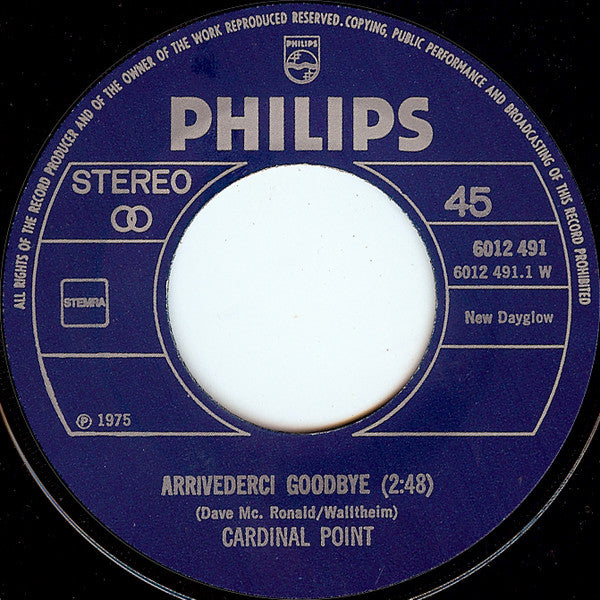 ALL RIGHTS OF THE RECORD PRODUCER AND OF THE OWNER OF THE WORK REPRODUCED RESERVED. COPYING, PUBLIC PERFORMANCE AND BROADCASTING OF THIS RECORD PROHIBITED
PHILIPS
PHILIPS
STEREO
45
6012 491
6012 491.1 W
STEMRA
New Dayglow
Ⓟ 1975
ARRIVEDERCI GOODBYE (2:48)
(Dave Mc. Ronald/Walltheim)
CARDINAL POINT